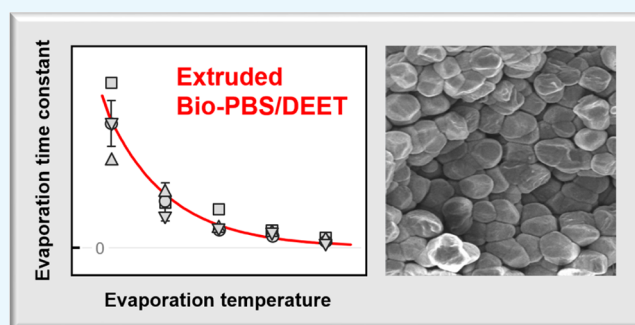 Evaporation time constant
Extruded
Bio-PBS/DEET
0
Evaporation temperature